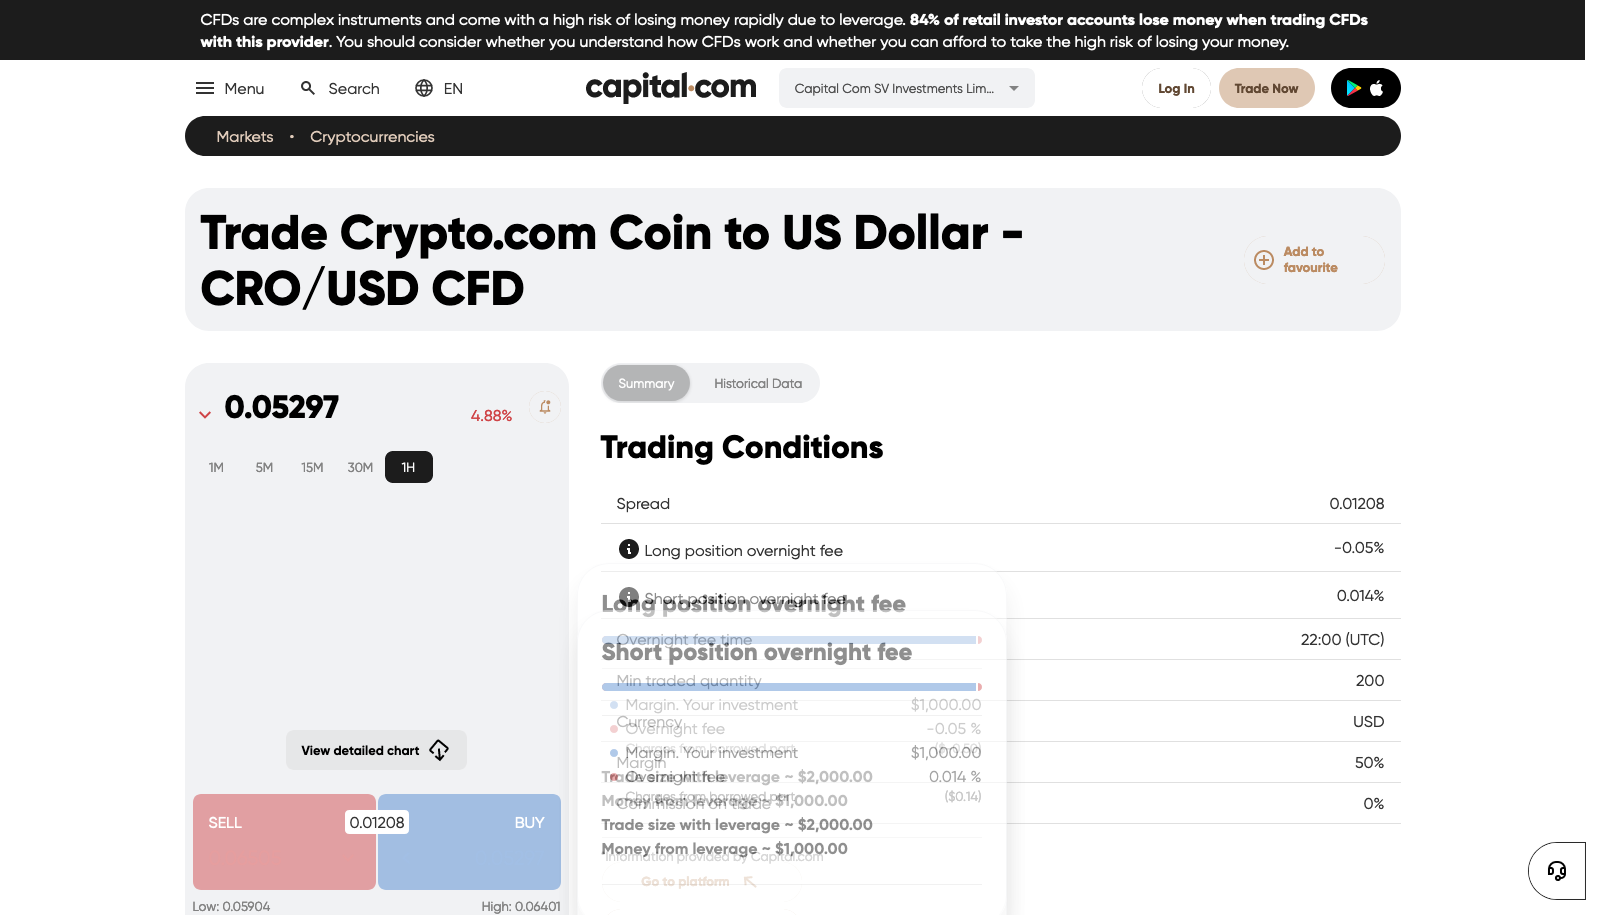 CFDs are complex instruments and come with a high risk of losing money rapidly due to leverage. 84% of retail investor accounts lose money when trading CFDs
with this provider. You should consider whether you understand how CFDs work and whether you can afford to take the high risk of losing your money.
Menu
Search
EN
capital.com
Capital Com SV Investments Lim...
Log In
Trade Now
Markets • Cryptocurrencies
Trade Crypto.com Coin to US Dollar -
CRO/USD CFD
Add to
favourite
0.05297
4.88%
1M 5M 15M 30M 1H
View detailed chart
SELL
0.01208
BUY
Low: 0.05904
High: 0.06401
Summary
Historical Data
Trading Conditions
Spread 0.01208
Long position overnight fee -0.05%
Short position overnight fee 0.014%
Overnight fee time 22:00 (UTC)
Min traded quantity 200
Currency USD
Margin 50%
Commission on trade 0%
Long position overnight fee
Margin. Your investment $1,000.00
Overnight fee -0.05 %
Charges from borrowed part
Trade size with leverage ~ $2,000.00
Money from leverage ~ $1,000.00
Short position overnight fee
Margin. Your investment $1,000.00
Overnight fee 0.014 %
Charges from borrowed part ($0.14)
Trade size with leverage ~ $2,000.00
Money from leverage ~ $1,000.00
Information provided by Capital.com
Go to platform